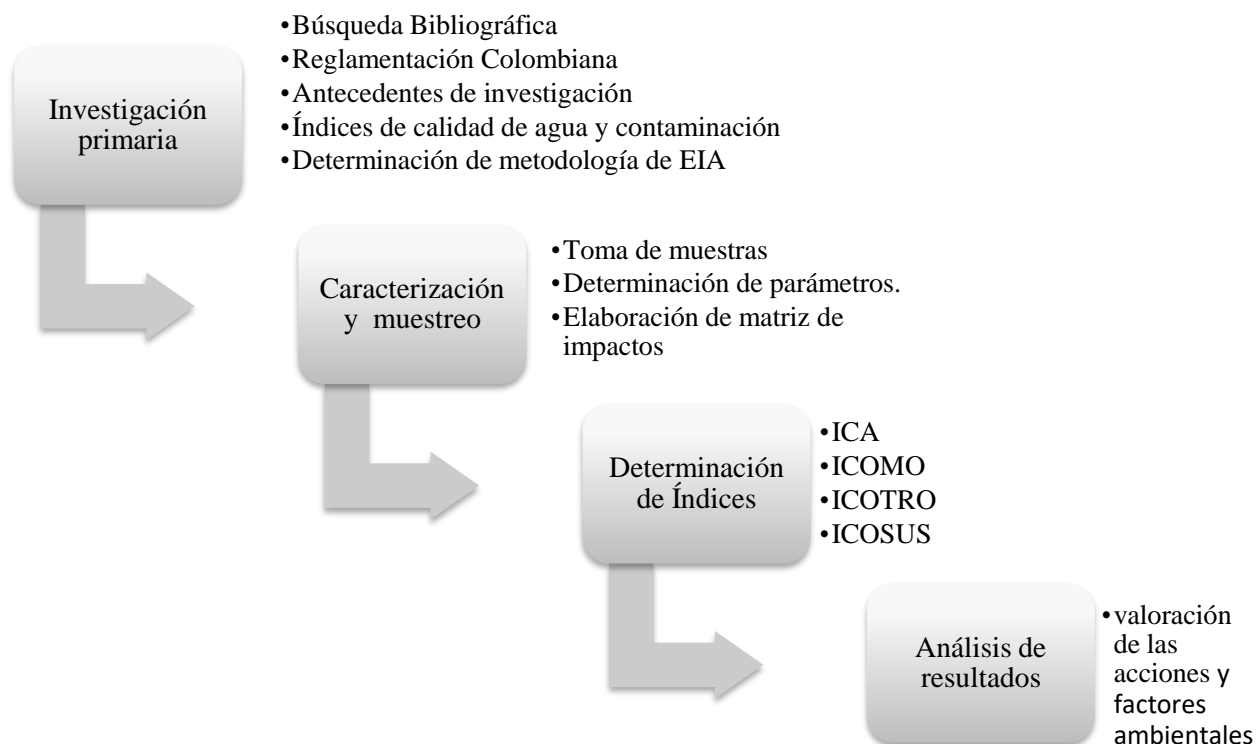 •Búsqueda Bibliográfica
•Reglamentación Colombiana
•Antecedentes de investigación
•Índices de calidad de agua y contaminación
•Determinación de metodología de EIA
Investigación
primaria
Caracterización
y muestreo
•Toma de muestras
•Determinación de parámetros.
•Elaboración de matriz de
impactos
Determinación
de Índices
•ICA
•ICOMO
•ICOTRO
•ICOSUS
Análisis de
resultados
•valoración
de las
acciones y
factores
ambientales